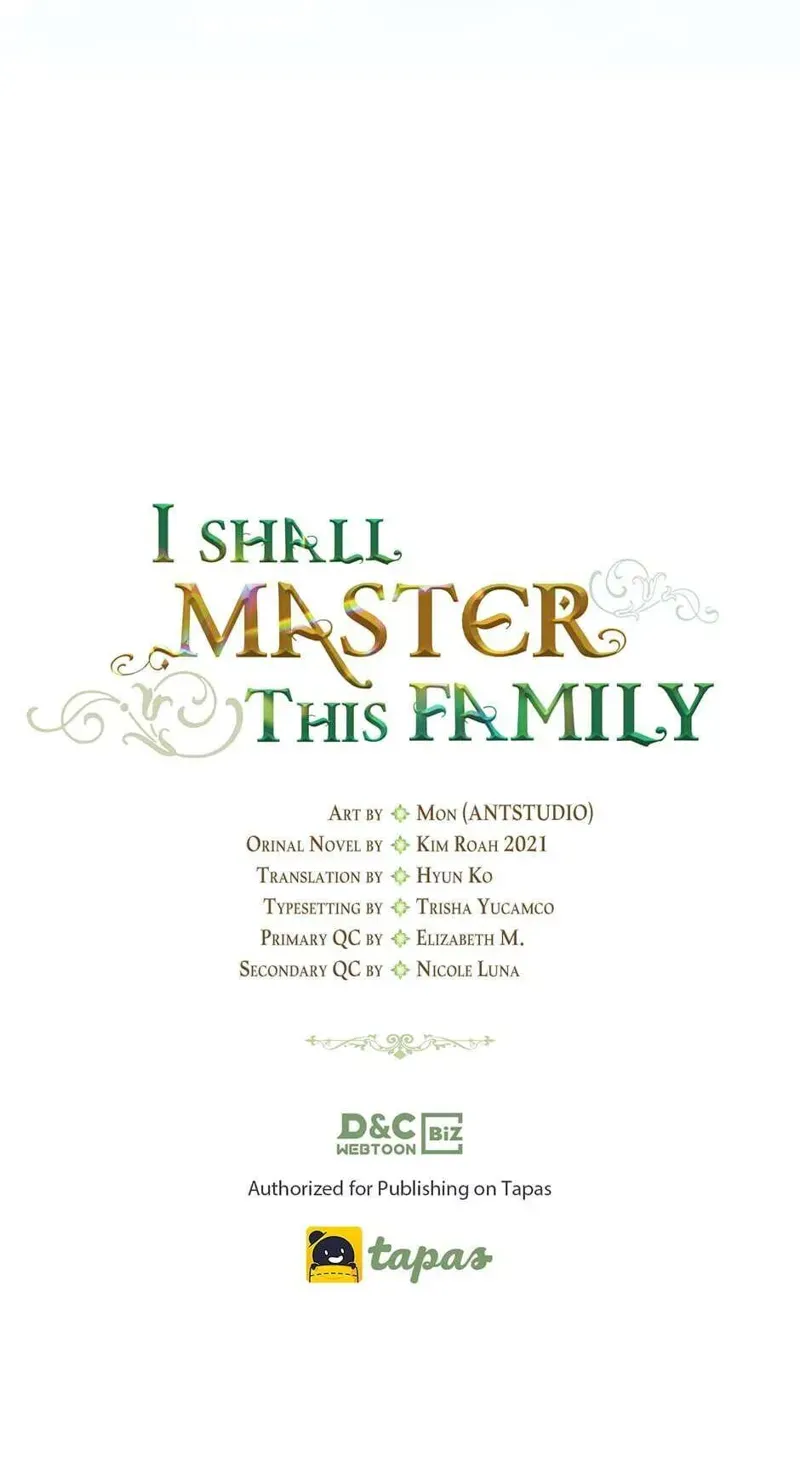 I SHALL
MASTER
THIS FAMILY
ART BY MON (ANTSTUDIO)
ORINAL NOVEL BY KIM ROAH 2021
TRANSLATION BY HYUN KO
TYPESETTING BY TRISHA YUCAMCO
PRIMARY QC BY ELIZABETH M.
SECONDARY QC BY NICOLE LUNA
D&C BiZ
WEBTOON
Authorized for Publishing on Tapas
tapas